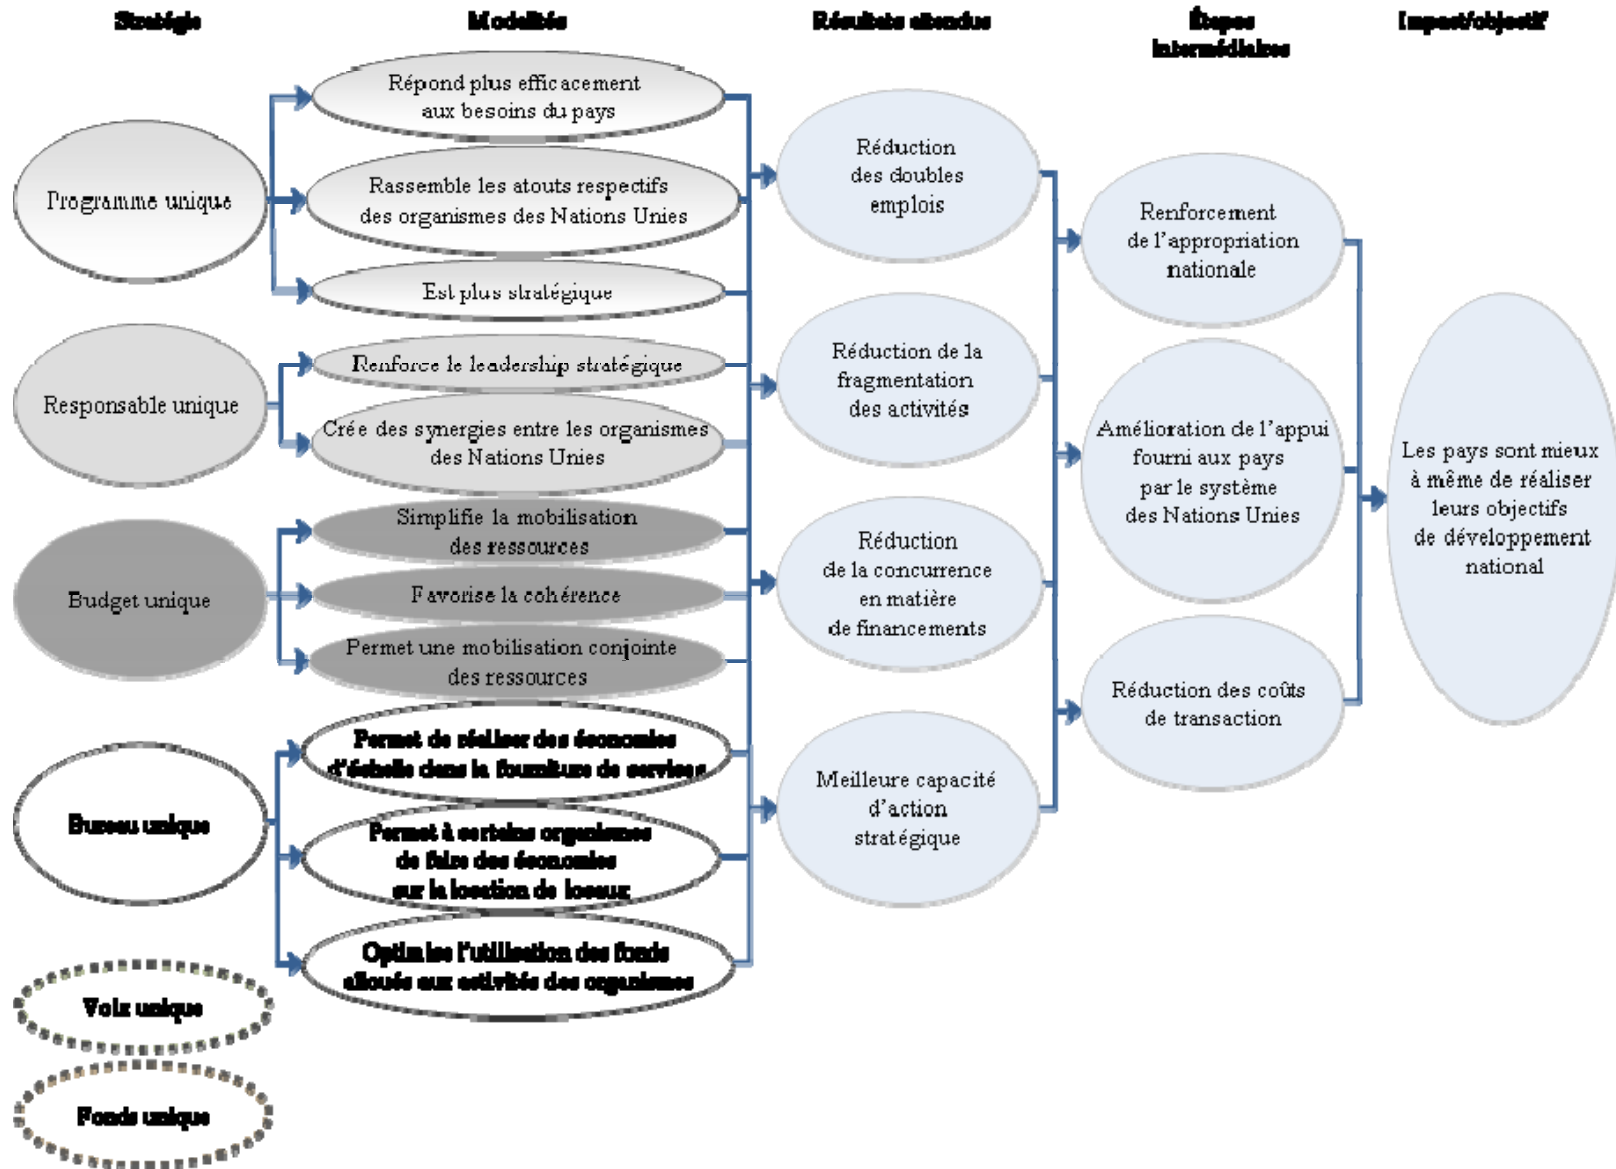 Stratégie
Modalités
Résultats attendus
Étapes
intermédiaires
Impact/objectif
Programme unique
Répond plus efficacement
aux besoins du pays
Rassemble les atouts respectifs
des organismes des Nations Unies
Est plus stratégique
Responsable unique
Renforce le leadership stratégique
Crée des synergies entre les organismes
des Nations Unies
Budget unique
Simplifie la mobilisation
des ressources
Favorise la cohérence
Permet une mobilisation conjointe
des ressources
Bureau unique
Permet de réaliser des économies
d'échelle dans la fourniture de services
Permet à certains organismes
de faire des économies
sur la location de locaux
Optimise l'utilisation des fonds
alloués aux activités des organismes
Voix unique
Fonds unique
Réduction
des doubles
emplois
Réduction de la
fragmentation
des activités
Réduction
de la concurrence
en matière
de financements
Meilleure capacité
d'action
stratégique
Renforcement
de l'appropriation
nationale
Amélioration de l'appui
fourni aux pays
par le système
des Nations Unies
Réduction des coûts
de transaction
Les pays sont mieux
à même de réaliser
leurs objectifs
de développement
national